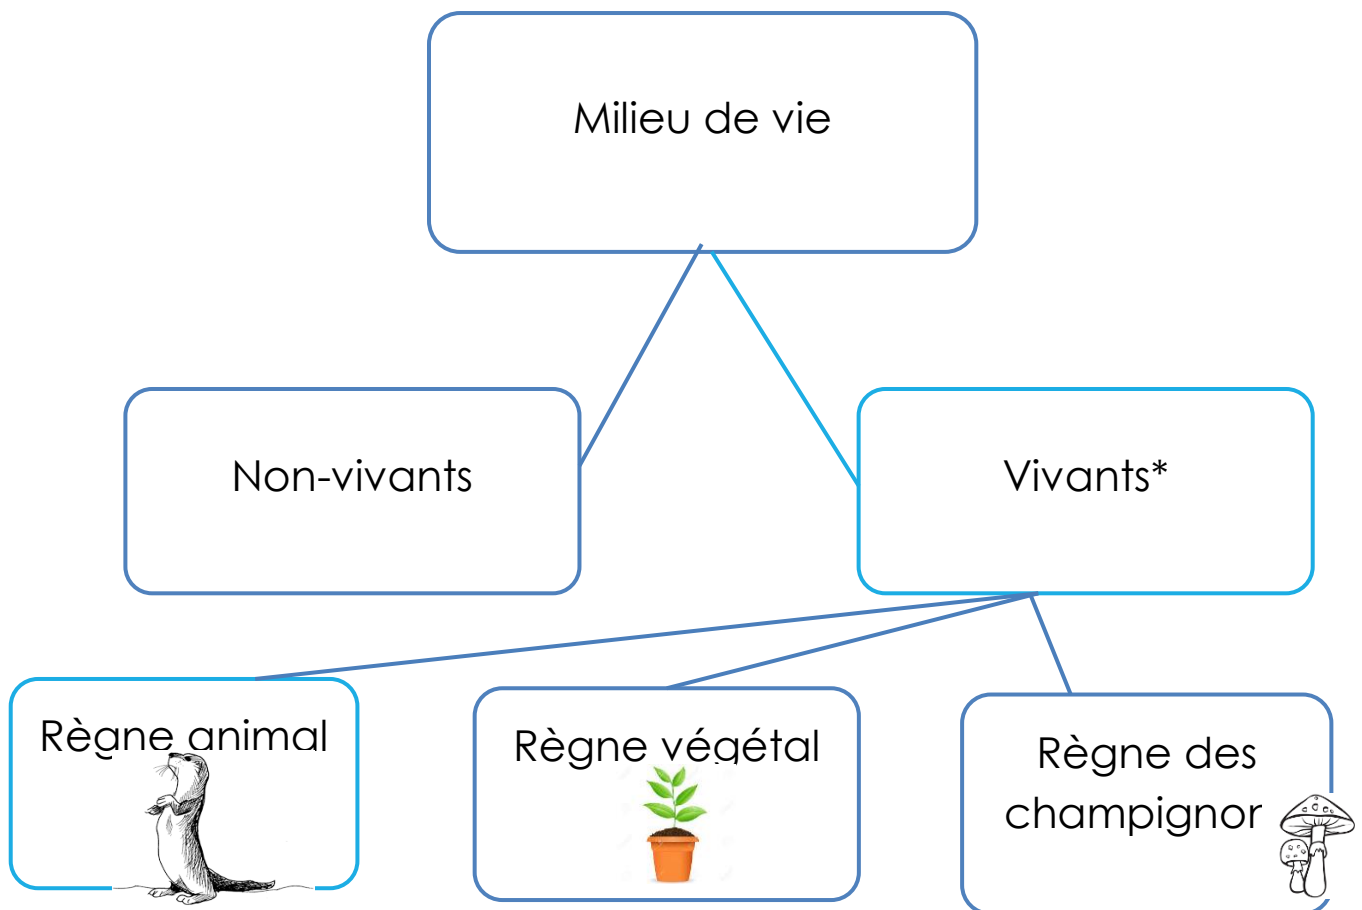 Milieu de vie
Non-vivants
Vivants*
Règne animal
Règne végétal
Règne des
champignor